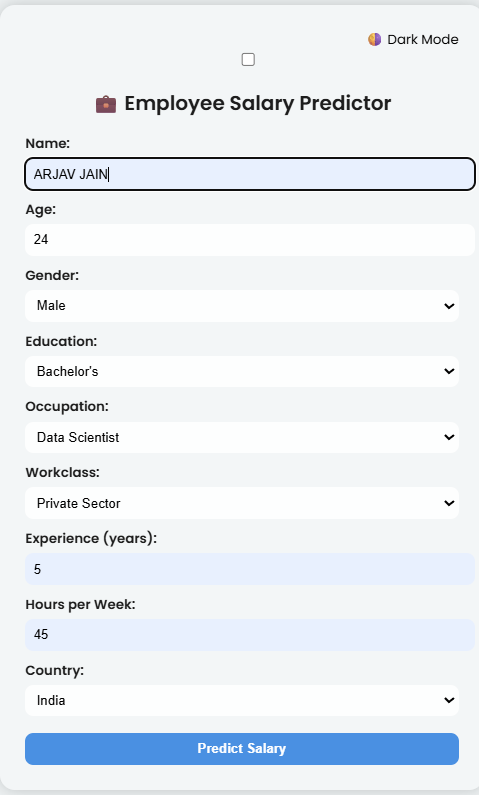 Dark Mode
Employee Salary Predictor
Name:
ARJAV JAIN
Age:
24
Gender:
Male
Education:
Bachelor's
Occupation:
Data Scientist
Workclass:
Private Sector
Experience (years):
5
Hours per Week:
45
Country:
India
Predict Salary